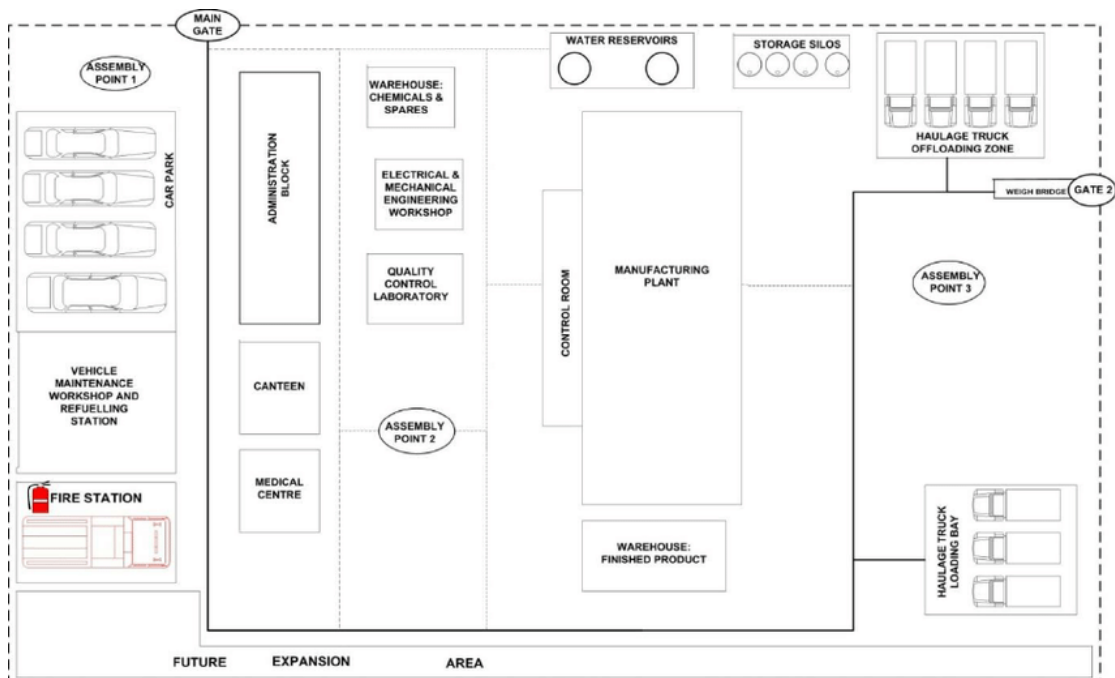 MAIN
GATE
ASSEMBLY
POINT 1
CAR PARK
VEHICLE
MAINTENANCE
WORKSHOP AND
REFUELLING
STATION
FIRE STATION
ADMINISTRATION
BLOCK
CANTEEN
MEDICAL
CENTRE
WAREHOUSE:
CHEMICALS &
SPARES
ELECTRICAL &
MECHANICAL
ENGINEERING
WORKSHOP
QUALITY
CONTROL
LABORATORY
ASSEMBLY
POINT 2
WATER RESERVOIRS
STORAGE SILOS
CONTROL ROOM
MANUFACTURING
PLANT
WAREHOUSE:
FINISHED PRODUCT
HAULAGE TRUCK
OFFLOADING ZONE
WEIGH BRIDGE
GATE 2
ASSEMBLY
POINT 3
HAULAGE TRUCK
LOADING BAY
FUTURE EXPANSION AREA